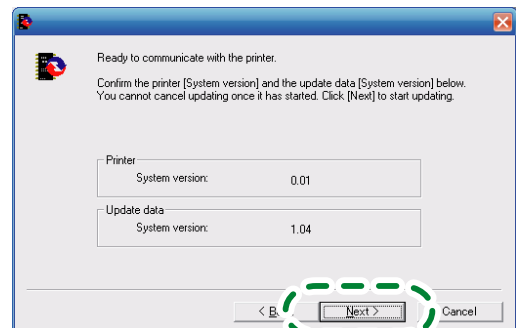 Ready to communicate with the printer.
Confirm the printer [System version] and the update data [System version] below.
You cannot cancel updating once it has started. Click [Next] to start updating.
Printer
System version: 0.01
Update data
System version: 1.04
< B
Next >
Cancel